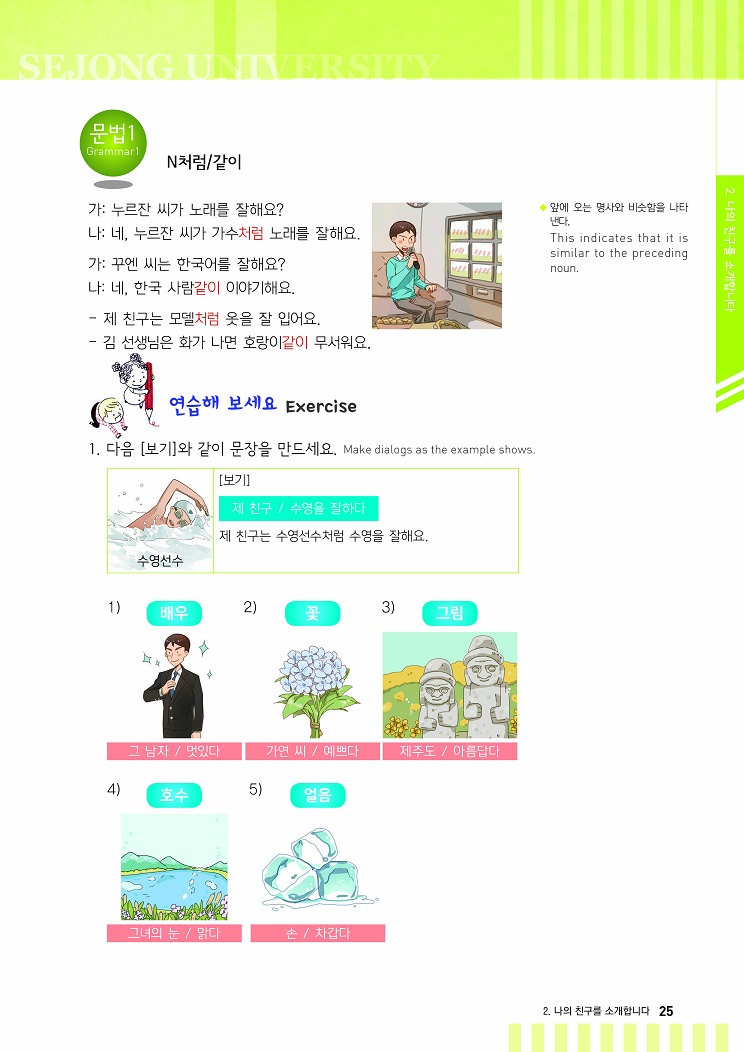 SEJONG UNIVERSITY
문법1
Grammar1
N처럼/같이
가: 누르잔 씨가 노래를 잘해요?
나: 네, 누르잔 씨가 가수처럼 노래를 잘해요.
가: 꾸엔 씨는 한국어를 잘해요?
나: 네, 한국 사람같이 이야기해요.
- 제 친구는 모델처럼 옷을 잘 입어요.
- 김 선생님은 화가 나면 호랑이같이 무서워요.
◆ 앞에 오는 명사와 비슷함을 나타
낸다.
This indicates that it is
similar to the preceding
noun.
2. 나의 친구를 소개합니다
연습해 보세요 Exercise
1. 다음 [보기]와 같이 문장을 만드세요. Make dialogs as the example shows.
[보기]
제 친구 / 수영을 잘하다
제 친구는 수영선수처럼 수영을 잘해요.
수영선수
1) 배우
그 남자 / 멋있다
2) 꽃
가연 씨 / 예쁘다
3) 그림
제주도 / 아름답다
4) 호수
그녀의 눈 / 맑다
5) 얼음
손 / 차갑다
2. 나의 친구를 소개합니다 25